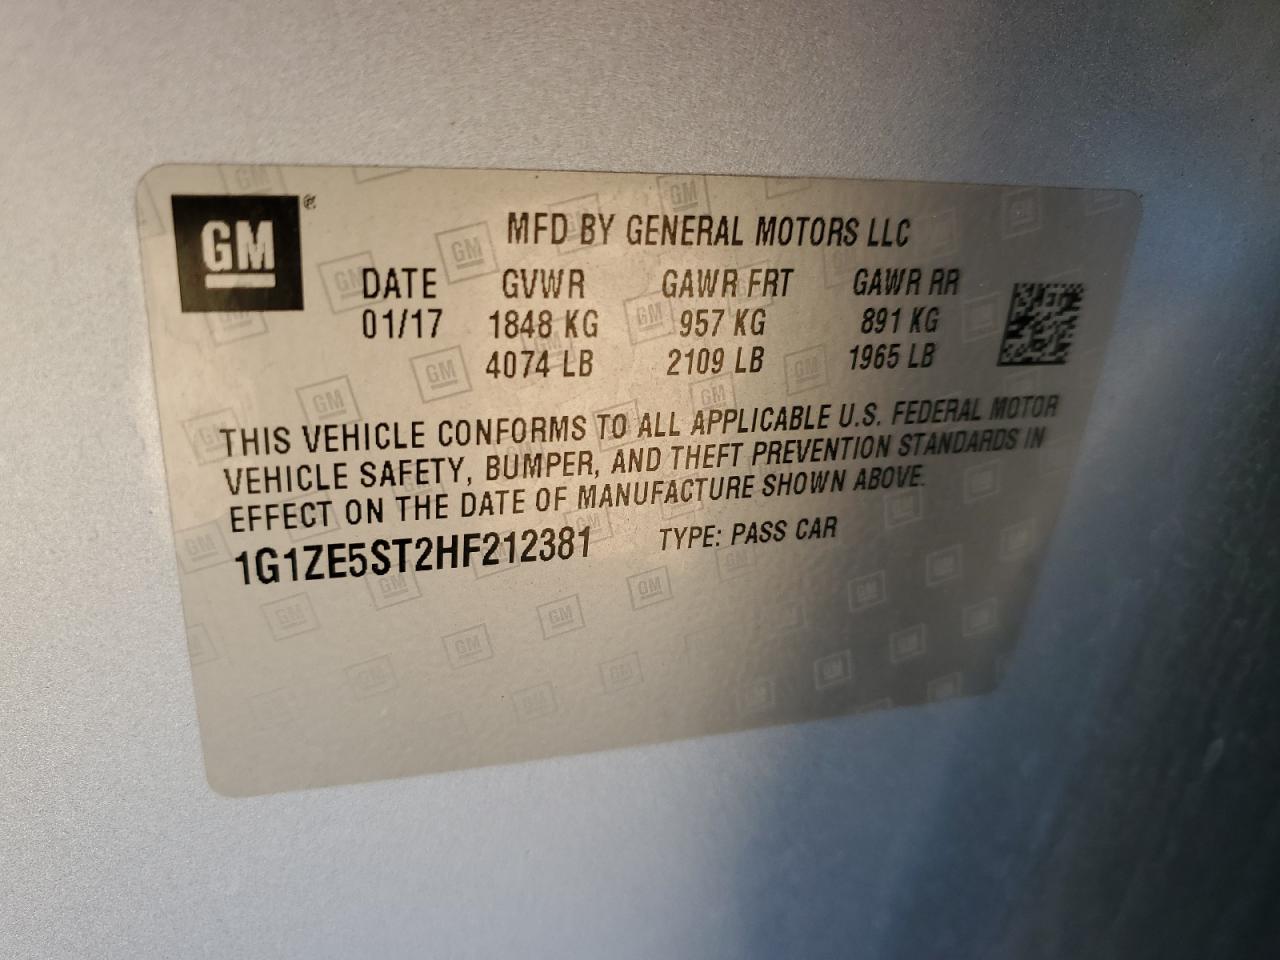 GM®
MFD BY GENERAL MOTORS LLC
DATE GVWR GAWR FRT GAWR RR
01/17 1848 KG 957 KG 891 KG
4074 LB 2109 LB 1965 LB
THIS VEHICLE CONFORMS TO ALL APPLICABLE U.S. FEDERAL MOTOR
VEHICLE SAFETY, BUMPER, AND THEFT PREVENTION STANDARDS IN
EFFECT ON THE DATE OF MANUFACTURE SHOWN ABOVE.
1G1ZE5ST2HF212381 TYPE: PASS CAR